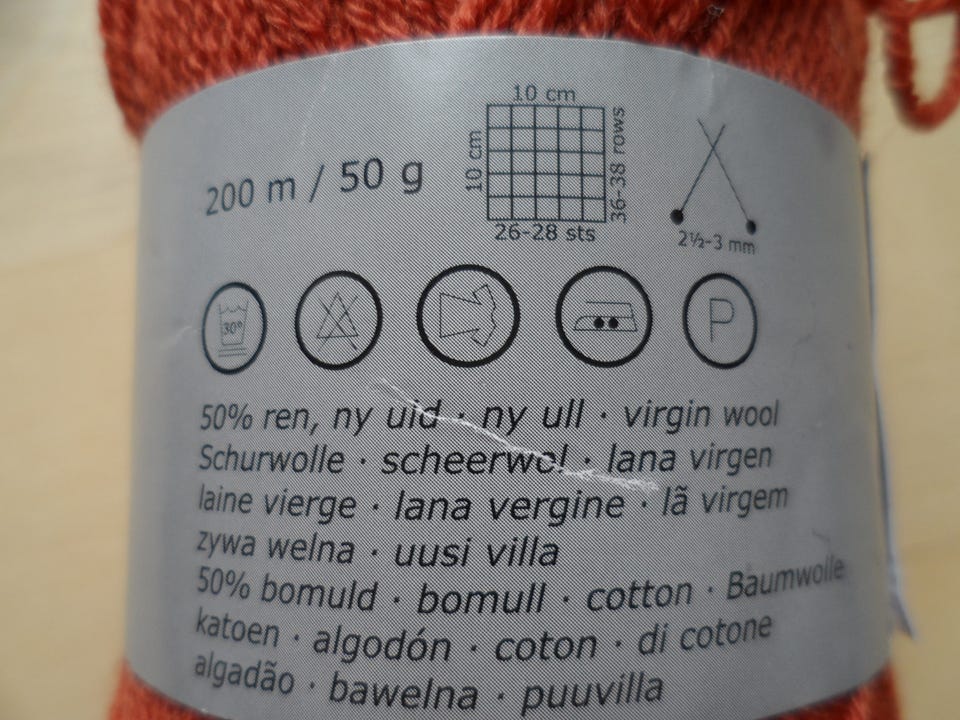 10 cm
10 cm
36-38 rows
26-28 sts
200 m / 50 g
2½-3 mm
30°
P
50% ren, ny uld · ny ull · virgin wool
Schurwolle · scheerwol · lana virgen
laine vierge · lana vergine · lã virgem
zywa welna · uusi villa
50% bomuld · bomull · cotton · Baumwolle
katoen · algodón · coton · di cotone
algadão · bawelna · puuvilla